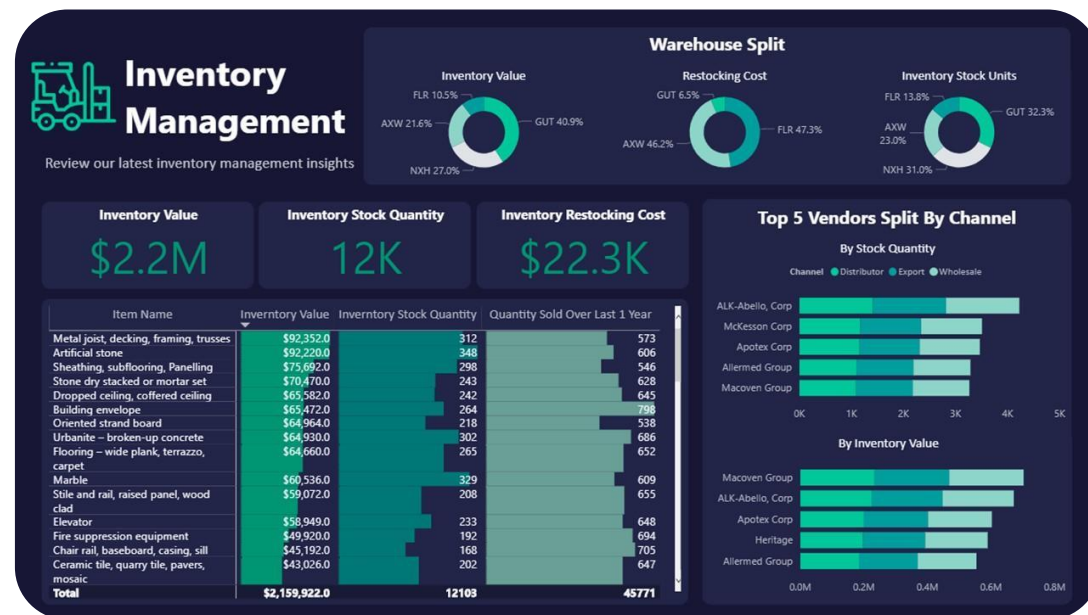 Inventory
Management
Review our latest inventory management insights
Warehouse Split
Inventory Value
FLR 10.5%
GUT 40.9%
AXW 21.6%
NXH 27.0%
Restocking Cost
GUT 6.5%
FLR 47.3%
AXW 46.2%
Inventory Stock Units
FLR 13.8%
GUT 32.3%
AXW
23.0%
NXH 31.0%
Inventory Value
$2.2M
Inventory Stock Quantity
12K
Inventory Restocking Cost
$22.3K
Item Name Inverntory Value Inverntory Stock Quantity Quantity Sold Over Last 1 Year
Metal joist, decking, framing, trusses $92,352.0 312 573
Artificial stone $92,220.0 348 606
Sheathing, subflooring, Panelling $75,692.0 298 546
Stone dry stacked or mortar set $70,470.0 243 628
Dropped ceiling, coffered ceiling $65,582.0 242 645
Building envelope $65,472.0 264 798
Oriented strand board $64,964.0 218 538
Urbanite – broken-up concrete $64,930.0 302 686
Flooring – wide plank, terrazzo, $64,660.0 265 652
carpet
Marble $60,536.0 329 609
Stile and rail, raised panel, wood $59,072.0 208 655
clad
Elevator $58,949.0 233 648
Fire suppression equipment $49,920.0 192 694
Chair rail, baseboard, casing, sill $45,192.0 168 705
Ceramic tile, quarry tile, pavers, $43,026.0 202 647
mosaic
Total $2,159,922.0 12103 45771
Top 5 Vendors Split By Channel
By Stock Quantity
Channel Distributor Export Wholesale
ALK-Abello, Corp
McKesson Corp
Apotex Corp
Allermed Group
Macoven Group
0K 1K 2K 3K 4K 5K
By Inventory Value
Macoven Group
ALK-Abello, Corp
Apotex Corp
Heritage
Allermed Group
0.0M 0.2M 0.4M 0.6M 0.8M